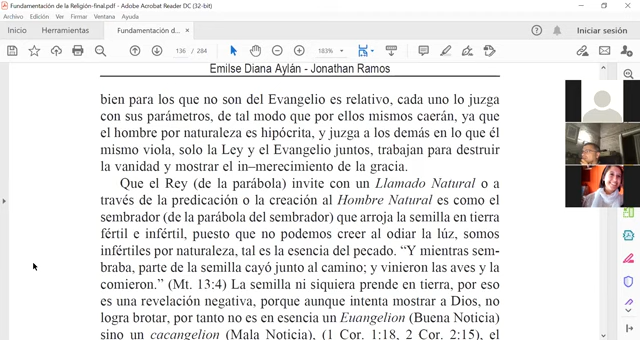 Fundamentación de la Religión-final.pdf - Adobe Acrobat Reader DC (32-bit)
Archivo Edición Ver Firmar Ventana Ayuda
Inicio Herramientas Fundamentación d... × Iniciar sesión
136 / 284 183%
Emilse Diana Aylán - Jonathan Ramos
bien para los que no son del Evangelio es relativo, cada uno lo juzga
con sus parámetros, de tal modo que por ellos mismos caerán, ya que
el hombre por naturaleza es hipócrita, y juzga a los demás en lo que él
mismo viola, solo la Ley y el Evangelio juntos, trabajan para destruir
la vanidad y mostrar el in–merecimiento de la gracia.
Que el Rey (de la parábola) invite con un Llamado Natural o a
través de la predicación o la creación al Hombre Natural es como el
sembrador (de la parábola del sembrador) que arroja la semilla en tierra
fértil e infértil, puesto que no podemos creer al odiar la lúz, somos
infértiles por naturaleza, tal es la esencia del pecado. “Y mientras sem-
braba, parte de la semilla cayó junto al camino; y vinieron las aves y la
comieron.” (Mt. 13:4) La semilla ni siquiera prende en tierra, por eso
es una revelación negativa, porque aunque intenta mostrar a Dios, no
logra brotar, por tanto no es en esencia un Euangelion (Buena Noticia)
sino un cacangelion (Mala Noticia), (1 Cor. 1:18, 2 Cor. 2:15), el